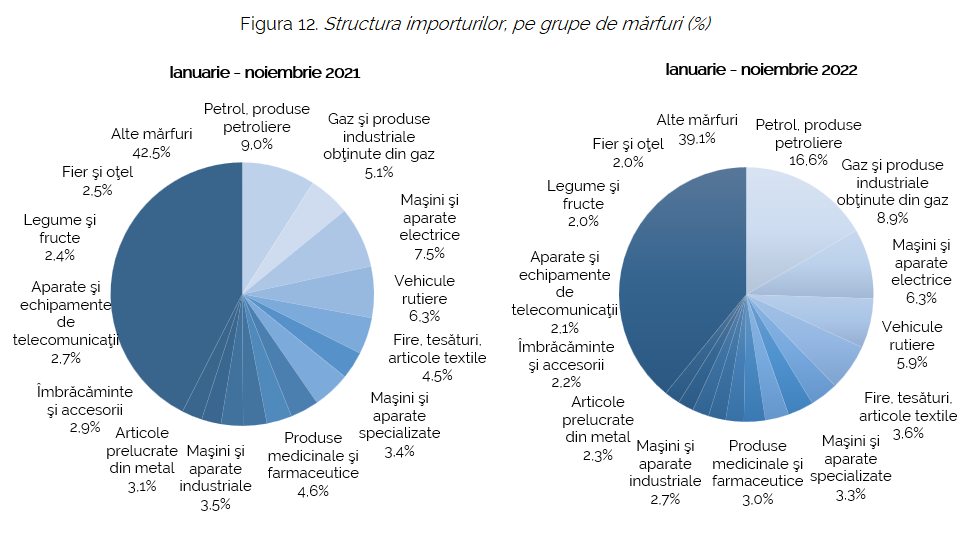 Figura 12. Structura importurilor, pe grupe de mărfuri (%)
Ianuarie - noiembrie 2021
Petrol, produse
petroliere
9.0%
Gaz şi produse
industriale
obţinute din gaz
5.1%
Maşini şi
aparate
electrice
7.5%
Vehicule
rutiere
6.3%
Fire, tesături,
articole textile
4.5%
Maşini şi
aparate
specializate
3.4%
Produse
medicinale şi
farmaceutice
4.6%
Maşini şi
aparate
industriale
3.5%
Articole
prelucrate
din metal
3.1%
Îmbrăcăminte
şi accesorii
2.9%
Aparate şi
echipamente
de
telecomunicaţii
2.7%
Legume şi
fructe
2.4%
Fier şi oţel
2.5%
Alte mărfuri
42.5%
Ianuarie - noiembrie 2022
Petrol, produse
petroliere
16.6%
Gaz şi produse
industriale
obţinute din gaz
8.9%
Maşini şi
aparate
electrice
6.3%
Vehicule
rutiere
5.9%
Fire, tesături,
articole textile
3.6%
Maşini şi
aparate
specializate
3.3%
Produse
medicinale şi
farmaceutice
3.0%
Maşini şi
aparate
industriale
2.7%
Articole
prelucrate
din metal
2.3%
Îmbrăcăminte
şi accesorii
2.2%
Aparate şi
echipamente
de
telecomunicaţii
2.1%
Legume şi
fructe
2.0%
Fier şi oţel
2.0%
Alte mărfuri
39.1%